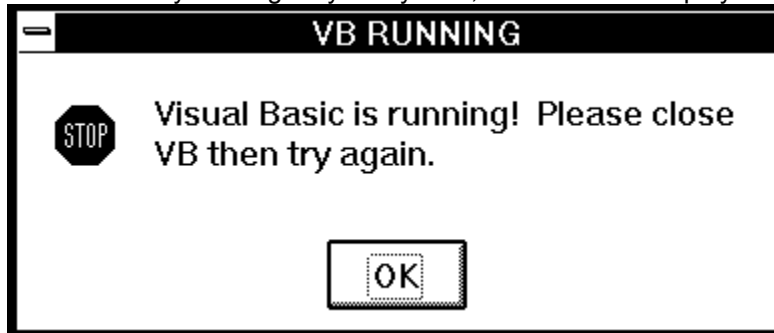 VB RUNNING
STOP
Visual Basic is running! Please close
VB then try again.
OK